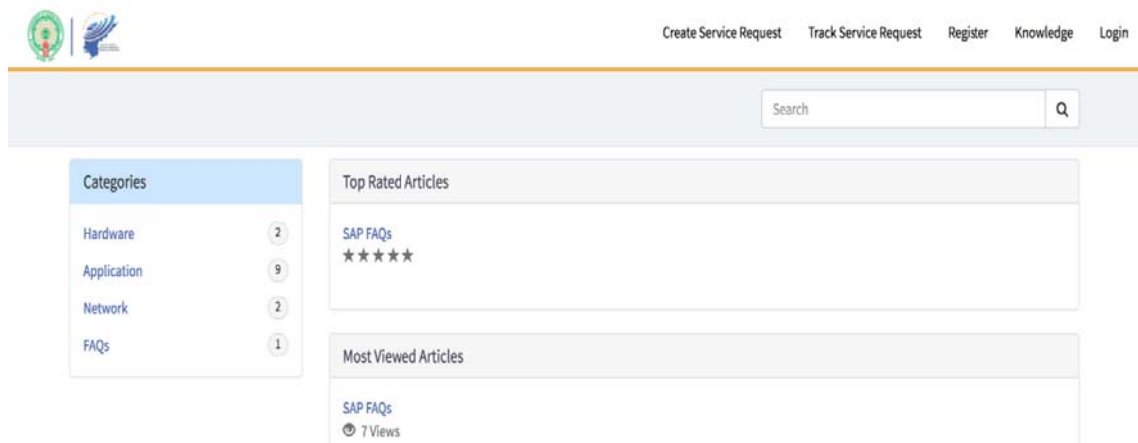 Create Service Request Track Service Request Register Knowledge Login
Search
Categories
Hardware 2
Application 9
Network 2
FAQs 1
Top Rated Articles
SAP FAQs
Most Viewed Articles
SAP FAQs
7 Views